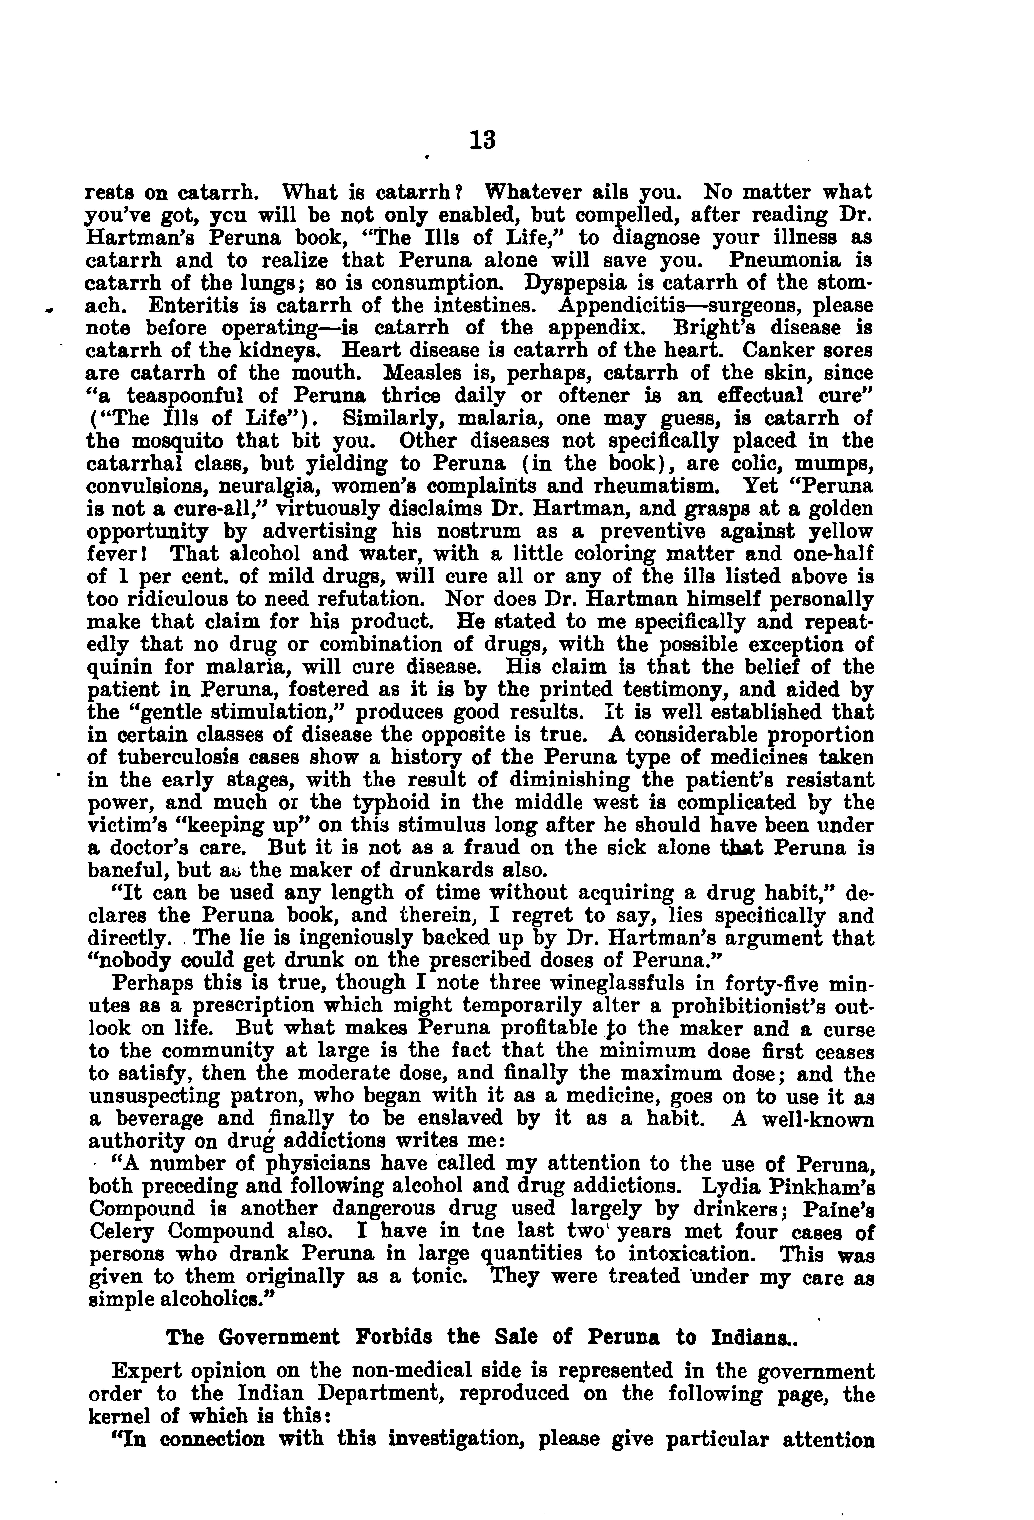 13
rests on catarrh. What is catarrh? Whatever ails you. No matter what
you've got, ycu will be not only enabled, but compelled, after reading Dr.
Hartman's Peruna book, "The Ills of Life," to diagnose your illness as
catarrh and to realize that Peruna alone will save you. Pneumonia is
catarrh of the lungs; so is consumption. Dyspepsia is catarrh of the stom-
ach. Enteritis is catarrh of the intestines. Appendicitis—surgeons, please
note before operating—is catarrh of the appendix. Bright's disease is
catarrh of the kidneys. Heart disease is catarrh of the heart. Canker sores
are catarrh of the mouth. Measles is, perhaps, catarrh of the skin, since
"a teaspoonful of Peruna thrice daily or oftener is an effectual cure"
("The Ills of Life"). Similarly, malaria, one may guess, is catarrh of
the mosquito that bit you. Other diseases not specifically placed in the
catarrhal class, but yielding to Peruna (in the book), are colic, mumps,
convulsions, neuralgia, women's complaints and rheumatism. Yet "Peruna
is not a cure-all," virtuously disclaims Dr. Hartman, and grasps at a golden
opportunity by advertising his nostrum as a preventive against yellow
fever! That alcohol and water, with a little coloring matter and one-half
of 1 per cent. of mild drugs, will cure all or any of the ills listed above is
too ridiculous to need refutation. Nor does Dr. Hartman himself personally
make that claim for his product. He stated to me specifically and repeat-
edly that no drug or combination of drugs, with the possible exception of
quinin for malaria, will cure disease. His claim is that the belief of the
patient in Peruna, fostered as it is by the printed testimony, and aided by
the "gentle stimulation," produces good results. It is well established that
in certain classes of disease the opposite is true. A considerable proportion
of tuberculosis cases show a history of the Peruna type of medicines taken
in the early stages, with the result of diminishing the patient's resistant
power, and much of the typhoid in the middle west is complicated by the
victim's "keeping up" on this stimulus long after he should have been under
a doctor's care. But it is not as a fraud on the sick alone that Peruna is
baneful, but as the maker of drunkards also.
"It can be used any length of time without acquiring a drug habit," de-
clares the Peruna book, and therein, I regret to say, lies specifically and
directly. The lie is ingeniously backed up by Dr. Hartman's argument that
"nobody could get drunk on the prescribed doses of Peruna."
Perhaps this is true, though I note three wineglassfuls in forty-five min-
utes as a prescription which might temporarily alter a prohibitionist's out-
look on life. But what makes Peruna profitable to the maker and a curse
to the community at large is the fact that the minimum dose first ceases
to satisfy, then the moderate dose, and finally the maximum dose; and the
unsuspecting patron, who began with it as a medicine, goes on to use it as
a beverage and finally to be enslaved by it as a habit. A well-known
authority on drug addictions writes me:
"A number of physicians have called my attention to the use of Peruna,
both preceding and following alcohol and drug addictions. Lydia Pinkham's
Compound is another dangerous drug used largely by drinkers; Paine's
Celery Compound also. I have in tne last two years met four cases of
persons who drank Peruna in large quantities to intoxication. This was
given to them originally as a tonic. They were treated under my care as
simple alcoholics."
The Government Forbids the Sale of Peruna to Indians..
Expert opinion on the non-medical side is represented in the government
order to the Indian Department, reproduced on the following page, the
kernel of which is this:
"In connection with this investigation, please give particular attention